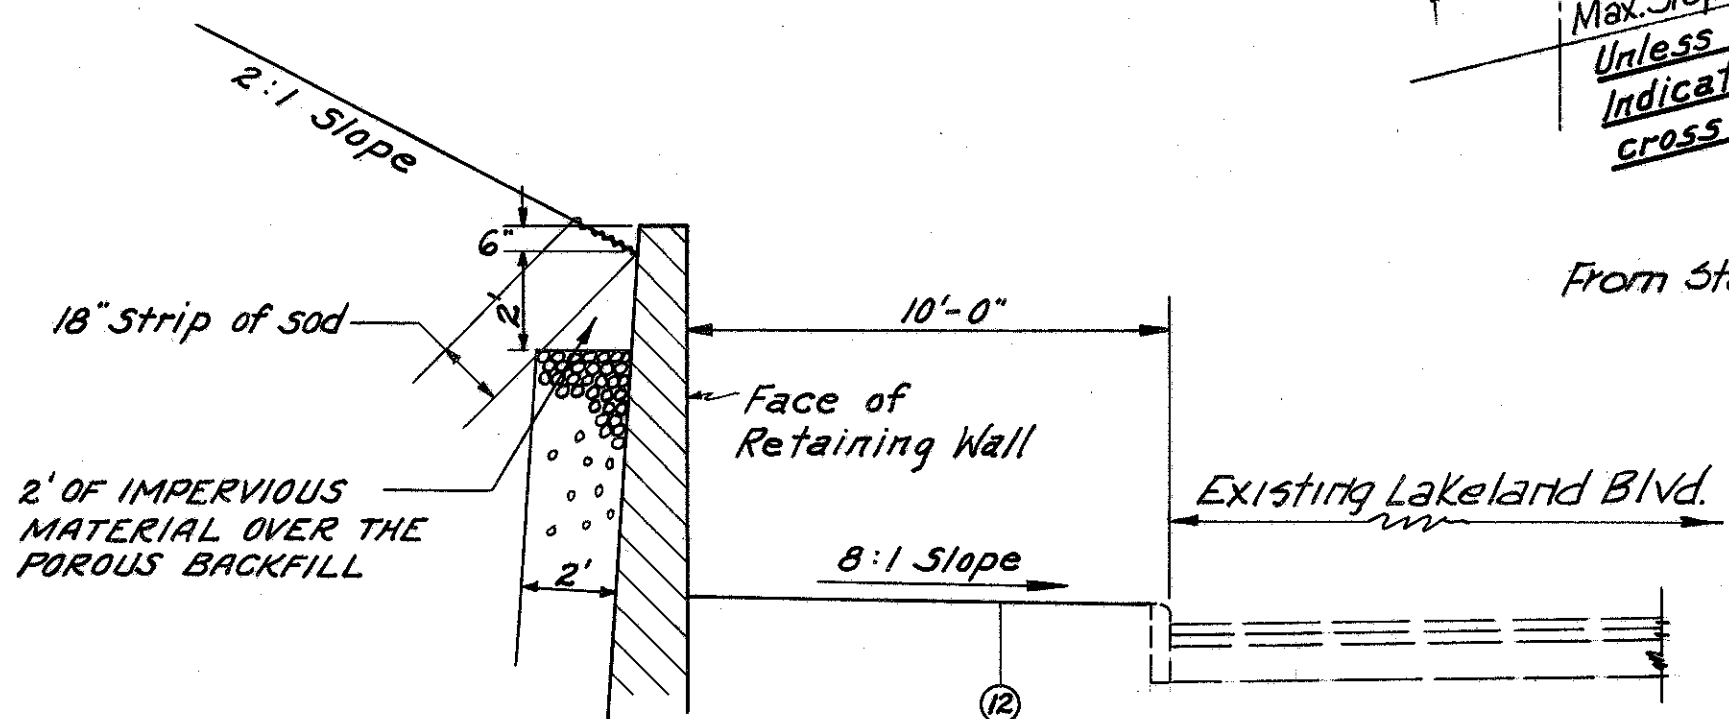 Max. Slop
Unless
Indicat
cross
2:1 Slope
6"
2'
From Sta
18" Strip of sod
10'-0"
Face of
Retaining Wall
2' OF IMPERVIOUS
MATERIAL OVER THE
POROUS BACKFILL
Existing Lakeland Blvd.
8:1 Slope
2'
12